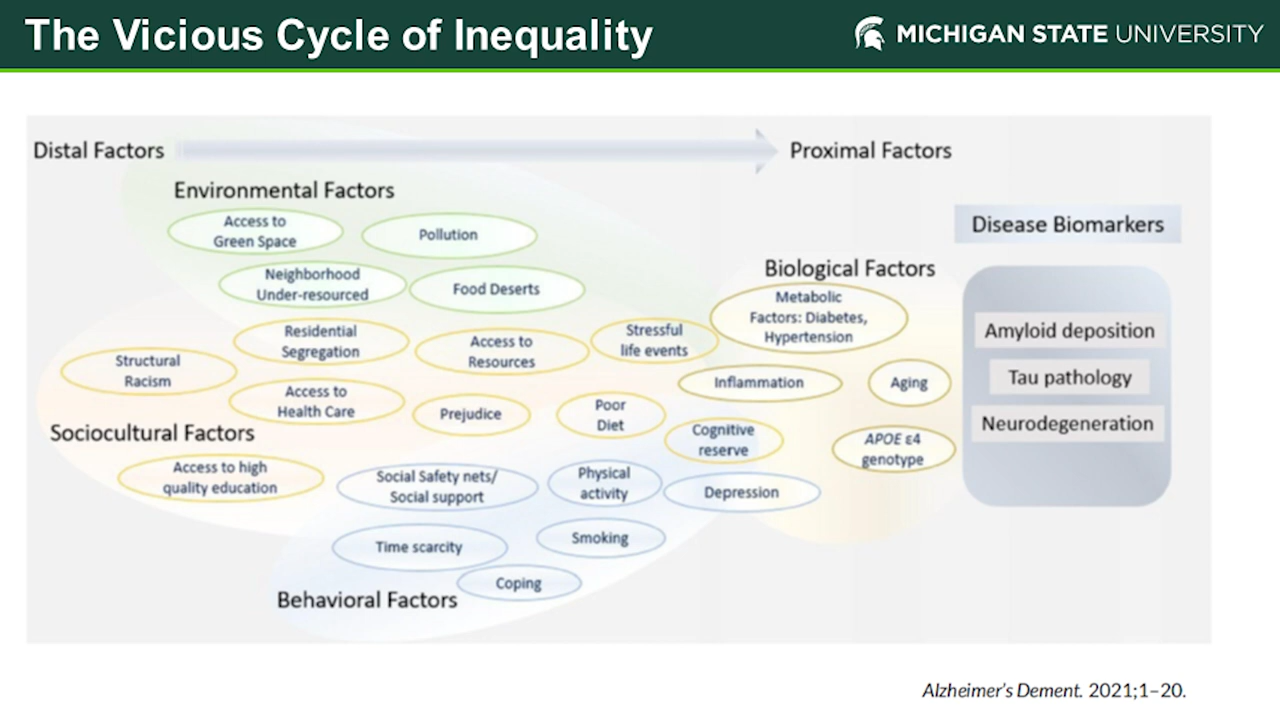 The Vicious Cycle of Inequality
MICHIGAN STATE UNIVERSITY
Distal Factors
Proximal Factors
Environmental Factors
Access to
Green Space
Pollution
Disease Biomarkers
Neighborhood
Under-resourced
Food Deserts
Biological Factors
Metabolic
Factors: Diabetes,
Hypertension
Residential
Segregation
Access to
Resources
Stressful
life events
Amyloid deposition
Structural
Racism
Inflammation
Aging
Tau pathology
Access to
Health Care
Prejudice
Poor
Diet
Neurodegeneration
Sociocultural Factors
Cognitive
reserve
APOE ε4
genotype
Access to high
quality education
Social Safety nets/
Social support
Physical
activity
Depression
Time scarcity
Smoking
Coping
Behavioral Factors
Alzheimer's Dement. 2021;1–20.